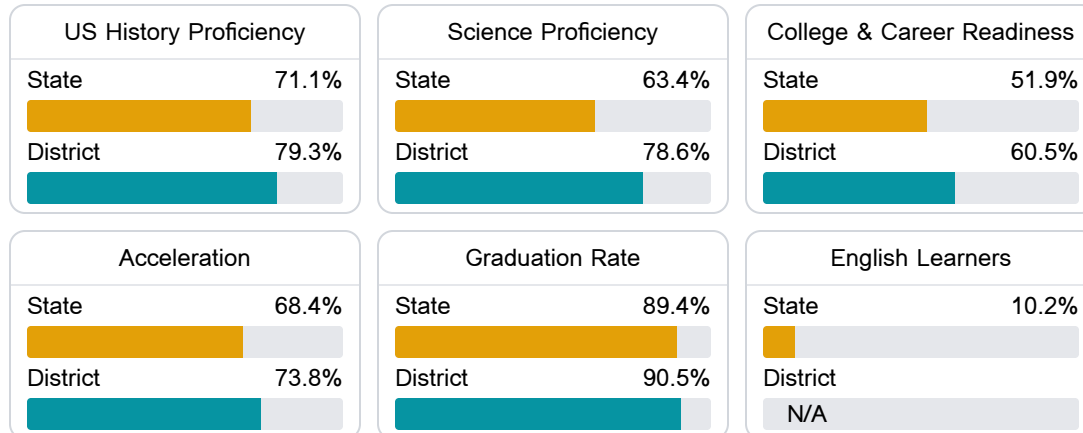 US History Proficiency
State 71.1%
District 79.3%
Science Proficiency
State 63.4%
District 78.6%
College & Career Readiness
State 51.9%
District 60.5%
Acceleration
State 68.4%
District 73.8%
Graduation Rate
State 89.4%
District 90.5%
English Learners
State 10.2%
District
N/A